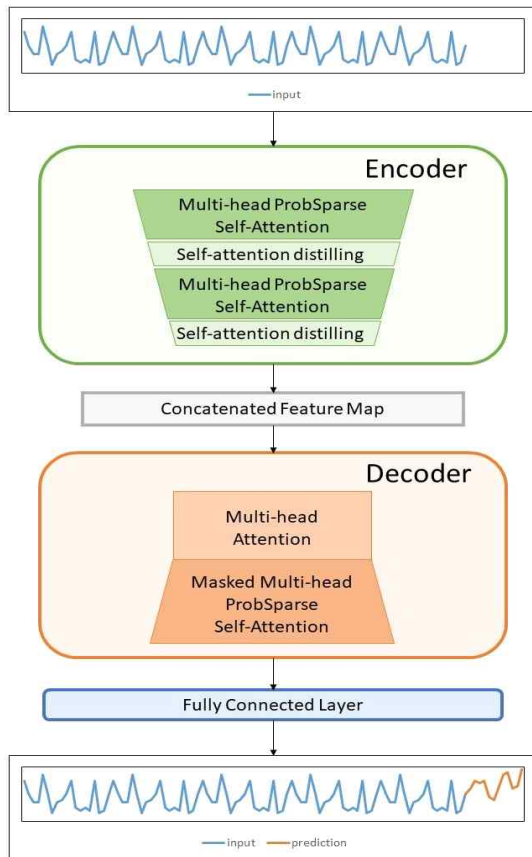 input
Encoder
Multi-head ProbSparse
Self-Attention
Self-attention distilling
Multi-head ProbSparse
Self-Attention
Self-attention distilling
Concatenated Feature Map
Decoder
Multi-head
Attention
Masked Multi-head
ProbSparse
Self-Attention
Fully Connected Layer
input prediction